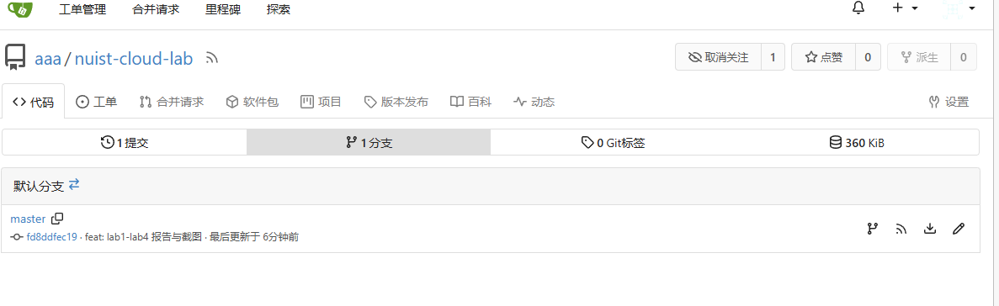 工单管理 合并请求 里程碑 探索
aaa/nuist-cloud-lab
取消关注 1 点赞 0 派生 0
代码 工单 合并请求 软件包 项目 版本发布 百科 动态 设置
1 提交 1 分支 0 Git标签 360 KiB
默认分支
master
fd8ddfec19 · feat: lab1-lab4 报告与截图 · 最后更新于 6分钟前